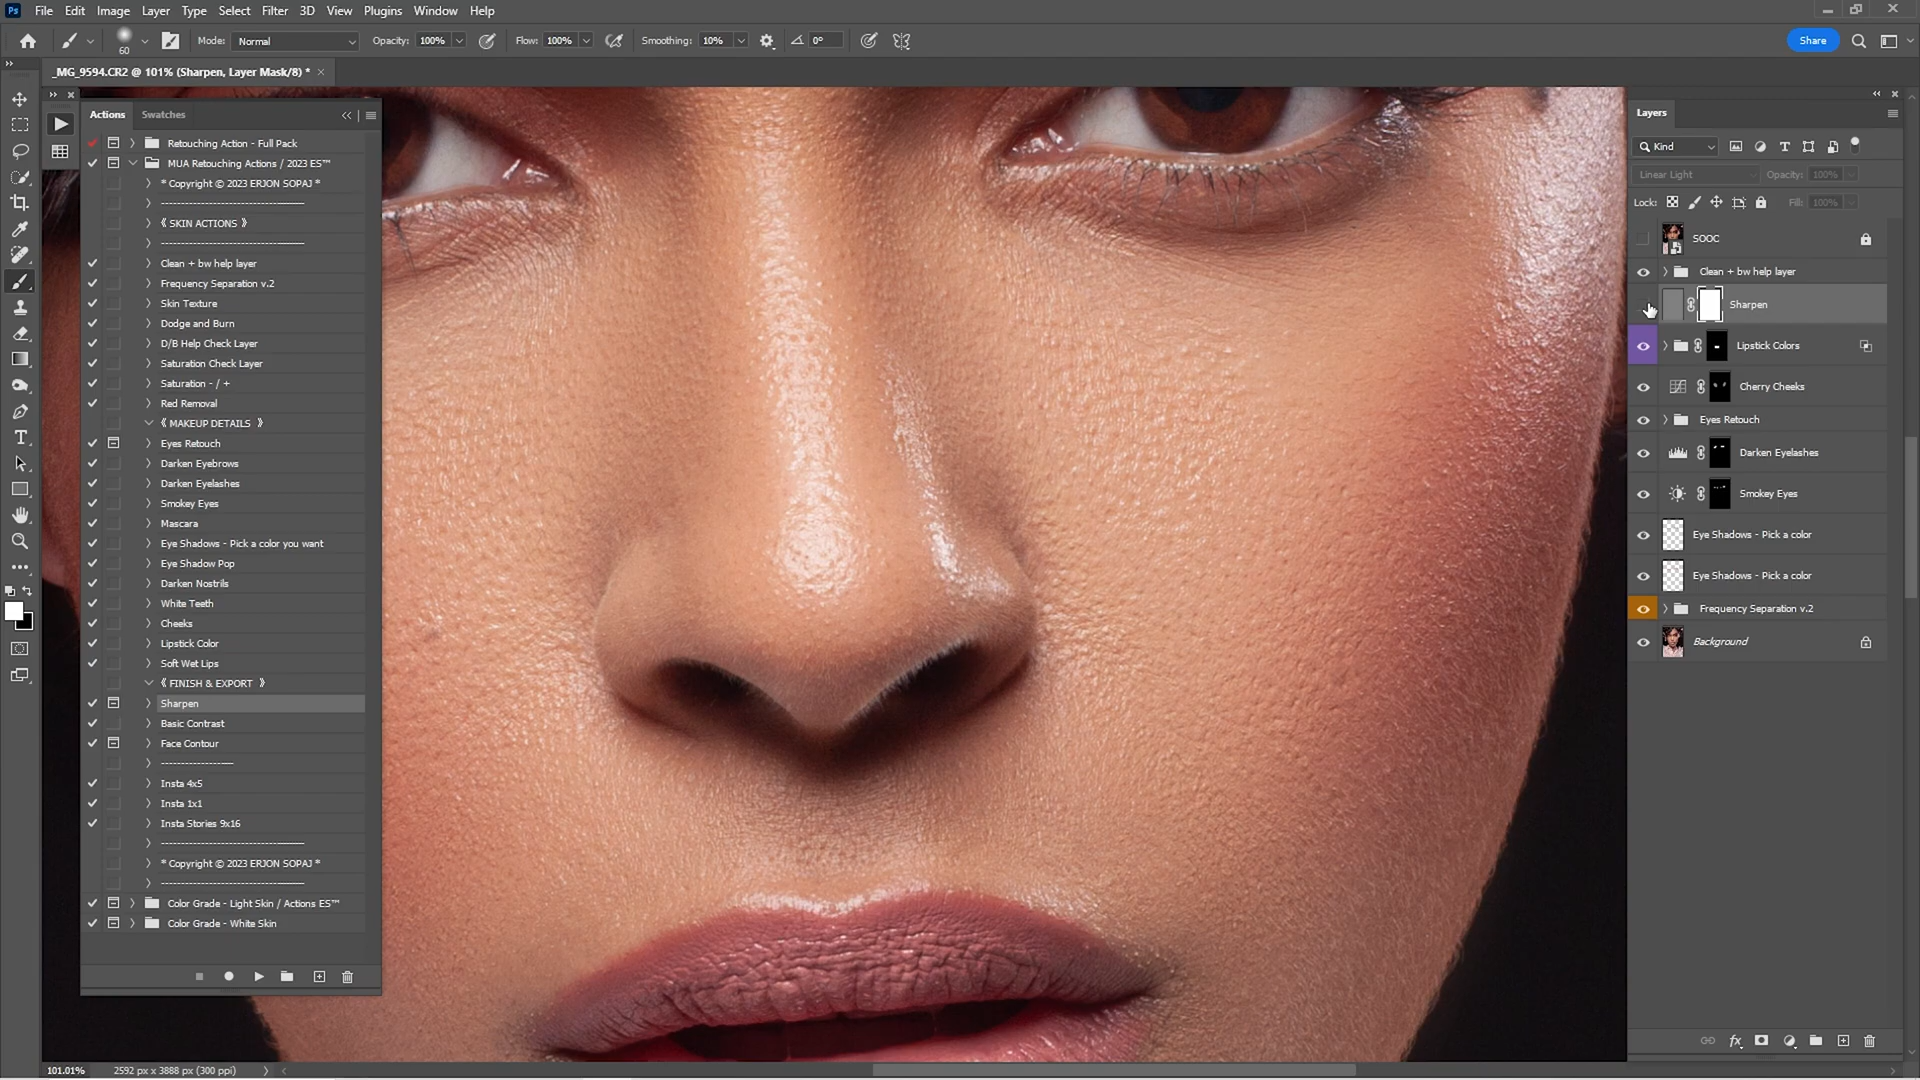 File Edit Image Layer Type Select Filter 3D View Plugins Window Help
60 Mode: Normal Opacity: 100% Flow: 100% Smoothing: 10% 0° Share
_MG_9594.CR2 @ 101% (Sharpen, Layer Mask/8) *
Actions Swatches
Retouching Action - Full Pack
MUA Retouching Actions / 2023 ES™
* Copyright © 2023 ERJON SOPAJ *
----------------------------------
《 SKIN ACTIONS 》
----------------------------------
Clean + bw help layer
Frequency Separation v.2
Skin Texture
Dodge and Burn
D/B Help Check Layer
Saturation Check Layer
Saturation - / +
Red Removal
《 MAKEUP DETAILS 》
Eyes Retouch
Darken Eyebrows
Darken Eyelashes
Smokey Eyes
Mascara
Eye Shadows - Pick a color you want
Eye Shadow Pop
Darken Nostrils
White Teeth
Cheeks
Lipstick Color
Soft Wet Lips
《 FINISH & EXPORT 》
Sharpen
Basic Contrast
Face Contour
-----------------
Insta 4x5
Insta 1x1
Insta Stories 9x16
----------------------------------
* Copyright © 2023 ERJON SOPAJ *
----------------------------------
Color Grade - Light Skin / Actions ES™
Color Grade - White Skin
Layers
Kind
Linear Light Opacity: 100%
Lock: Fill: 100%
SOOC
Clean + bw help layer
Sharpen
Lipstick Colors
Cherry Cheeks
Eyes Retouch
Darken Eyelashes
Smokey Eyes
Eye Shadows - Pick a color
Eye Shadows - Pick a color
Frequency Separation v.2
Background
101.01% 2592 px x 3888 px (300 ppi)